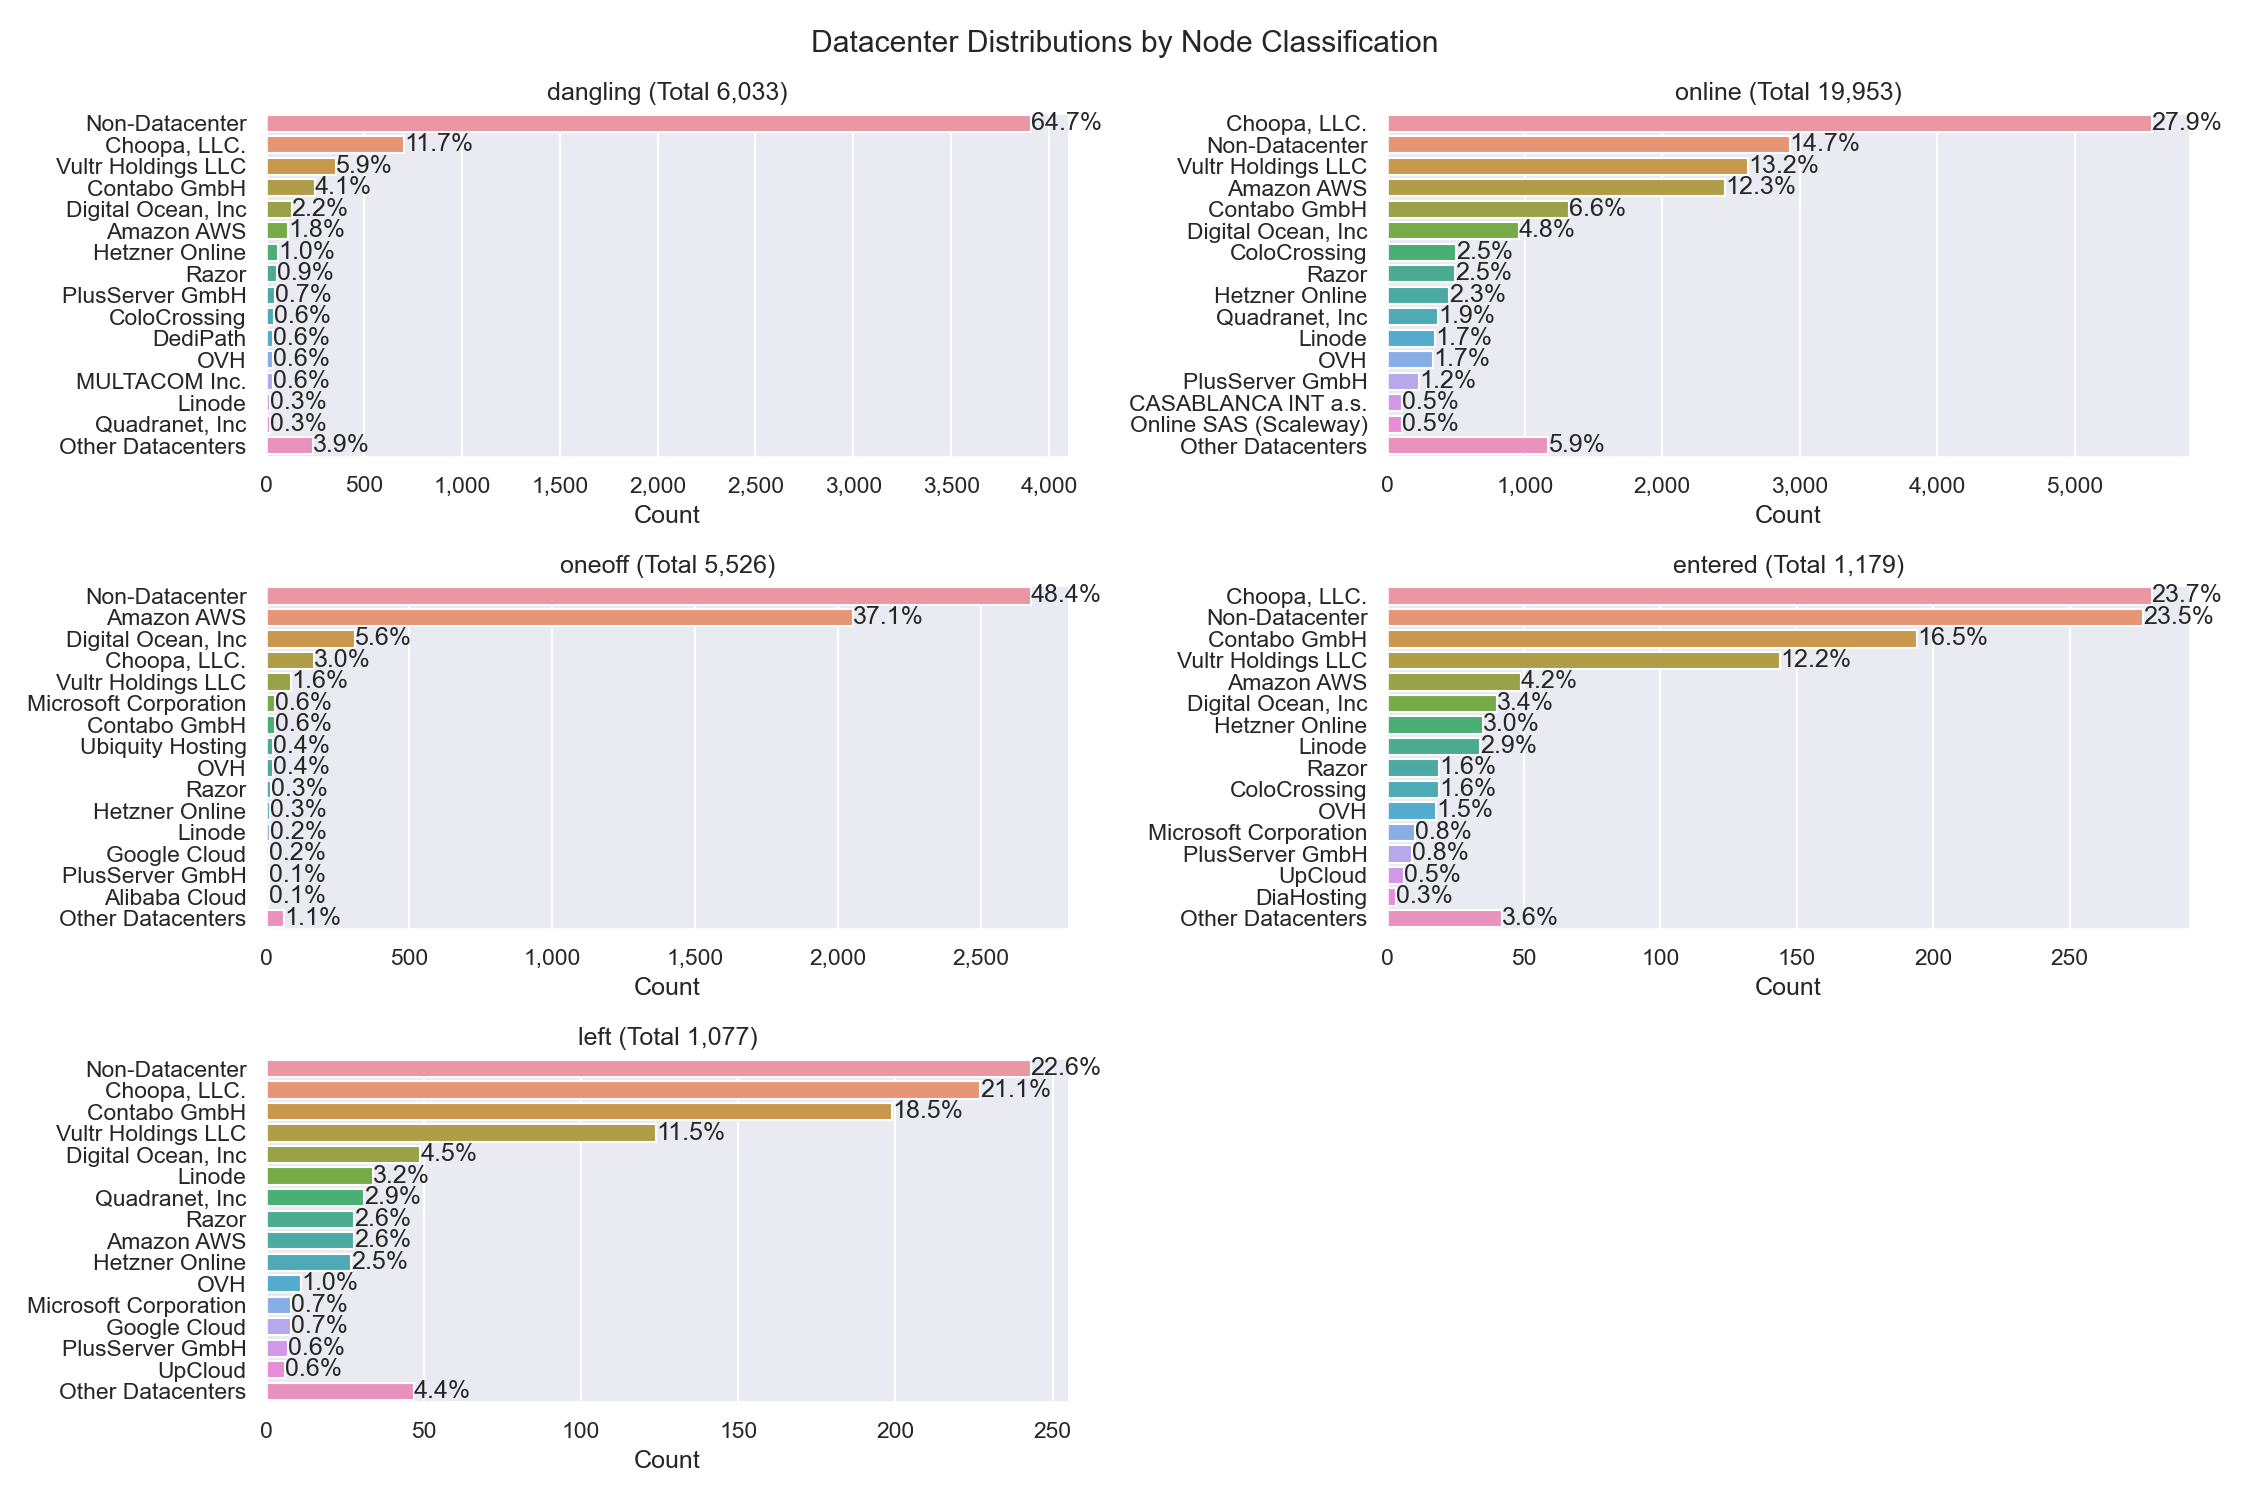 Datacenter Distributions by Node Classification
dangling (Total 6,033)
Non-Datacenter 64.7%
Choopa, LLC. 11.7%
Vultr Holdings LLC 5.9%
Contabo GmbH 4.1%
Digital Ocean, Inc 2.2%
Amazon AWS 1.8%
Hetzner Online 1.0%
Razor 0.9%
PlusServer GmbH 0.7%
ColoCrossing 0.6%
DediPath 0.6%
OVH 0.6%
MULTACOM Inc. 0.6%
Linode 0.3%
Quadranet, Inc 0.3%
Other Datacenters 3.9%
0 500 1,000 1,500 2,000 2,500 3,000 3,500 4,000
Count
online (Total 19,953)
Choopa, LLC. 27.9%
Non-Datacenter 14.7%
Vultr Holdings LLC 13.2%
Amazon AWS 12.3%
Contabo GmbH 6.6%
Digital Ocean, Inc 4.8%
ColoCrossing 2.5%
Razor 2.5%
Hetzner Online 2.3%
Quadranet, Inc 1.9%
Linode 1.7%
OVH 1.7%
PlusServer GmbH 1.2%
CASABLANCA INT a.s. 0.5%
Online SAS (Scaleway) 0.5%
Other Datacenters 5.9%
0 1,000 2,000 3,000 4,000 5,000
Count
oneoff (Total 5,526)
Non-Datacenter 48.4%
Amazon AWS 37.1%
Digital Ocean, Inc 5.6%
Choopa, LLC. 3.0%
Vultr Holdings LLC 1.6%
Microsoft Corporation 0.6%
Contabo GmbH 0.6%
Ubiquity Hosting 0.4%
OVH 0.4%
Razor 0.3%
Hetzner Online 0.3%
Linode 0.2%
Google Cloud 0.2%
PlusServer GmbH 0.1%
Alibaba Cloud 0.1%
Other Datacenters 1.1%
0 500 1,000 1,500 2,000 2,500
Count
entered (Total 1,179)
Choopa, LLC. 23.7%
Non-Datacenter 23.5%
Contabo GmbH 16.5%
Vultr Holdings LLC 12.2%
Amazon AWS 4.2%
Digital Ocean, Inc 3.4%
Hetzner Online 3.0%
Linode 2.9%
Razor 1.6%
ColoCrossing 1.6%
OVH 1.5%
Microsoft Corporation 0.8%
PlusServer GmbH 0.8%
UpCloud 0.5%
DiaHosting 0.3%
Other Datacenters 3.6%
0 50 100 150 200 250
Count
left (Total 1,077)
Non-Datacenter 22.6%
Choopa, LLC. 21.1%
Contabo GmbH 18.5%
Vultr Holdings LLC 11.5%
Digital Ocean, Inc 4.5%
Linode 3.2%
Quadranet, Inc 2.9%
Razor 2.6%
Amazon AWS 2.6%
Hetzner Online 2.5%
OVH 1.0%
Microsoft Corporation 0.7%
Google Cloud 0.7%
PlusServer GmbH 0.6%
UpCloud 0.6%
Other Datacenters 4.4%
0 50 100 150 200 250
Count